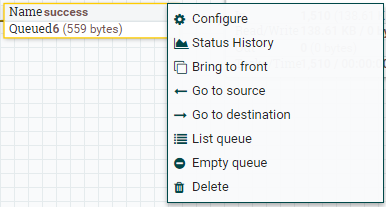 Name success
Queued 6 (559 bytes)
Configure
Status History
Bring to front
Go to source
Go to destination
List queue
Empty queue
Delete